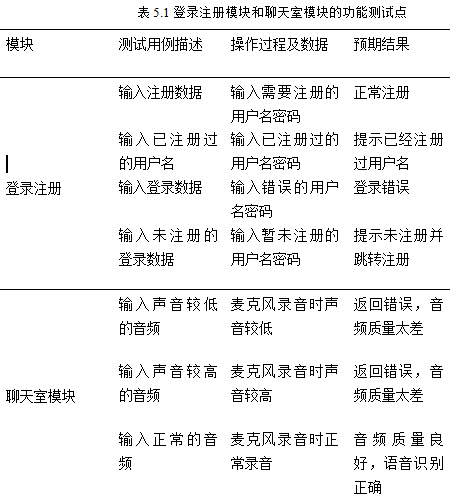 表 5.1 登录注册模块和聊天室模块的功能测试点
模块 测试用例描述 操作过程及数据 预期结果
输入注册数据 输入需要注册的 正常注册
用户名密码
输入已注册过 输入已注册过的 提示已经注册
的用户名 用户名密码 过用户名
登录注册 输入登录数据 输入错误的用户 登录错误
名密码
输入未注册的 输入暂未注册的 提示未注册并
登录数据 用户名密码 跳转注册
输入声音较低 麦克风录音时声 返回错误，音
的音频 音较低 频质量太差
输入声音较高 麦克风录音时声 返回错误，音
聊天室模块 的音频 音较高 频质量太差
输入正常的音 麦克风录音时正 音频质量良
频 常录音 好，语音识别
正确